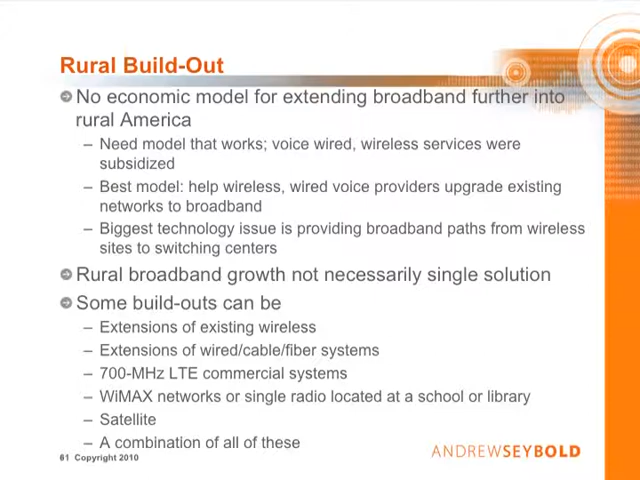 Rural Build-Out
No economic model for extending broadband further into
rural America
– Need model that works; voice wired, wireless services were
subsidized
– Best model: help wireless, wired voice providers upgrade existing
networks to broadband
– Biggest technology issue is providing broadband paths from wireless
sites to switching centers
Rural broadband growth not necessarily single solution
Some build-outs can be
– Extensions of existing wireless
– Extensions of wired/cable/fiber systems
– 700-MHz LTE commercial systems
– WiMAX networks or single radio located at a school or library
– Satellite
– A combination of all of these
61 Copyright 2010
ANDREWSEYBOLD